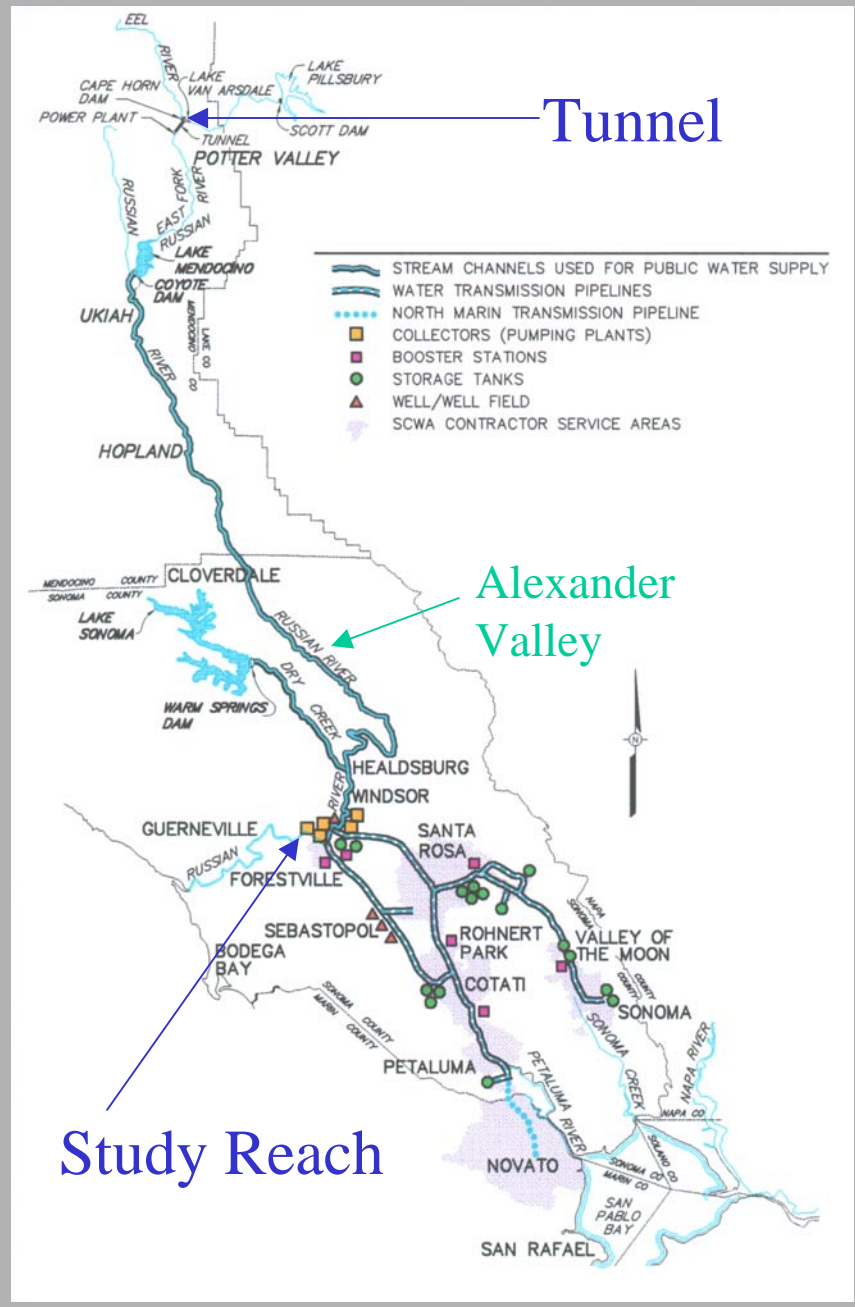 EEL
RIVER
LAKE
VAN ARSDALE
CAPE HORN
DAM
POWER PLANT
TUNNEL
LAKE
PILLSBURY
SCOTT DAM
Tunnel
POTTER VALLEY
RUSSIAN
EAST FORK
RUSSIAN
RIVER
LAKE
MENDOCINO
COYOTE
DAM
UKIAH
LAKE CO
MENDOCINO CO
RIVER
STREAM CHANNELS USED FOR PUBLIC WATER SUPPLY
WATER TRANSMISSION PIPELINES
NORTH MARIN TRANSMISSION PIPELINE
COLLECTORS (PUMPING PLANTS)
BOOSTER STATIONS
STORAGE TANKS
WELL/WELL FIELD
SCWA CONTRACTOR SERVICE AREAS
HOPLAND
MENDOCINO COUNTY
SONOMA COUNTY
CLOVERDALE
LAKE
SONOMA
RUSSIAN RIVER
Alexander
Valley
DRY
CREEK
WARM SPRINGS
DAM
N
HEALDSBURG
RIVER
WINDSOR
GUERNEVILLE
RUSSIAN
FORESTVILLE
SANTA
ROSA
SEBASTOPOL
ROHNERT
PARK
COTATI
NAPA COUNTY
SONOMA COUNTY
VALLEY OF
THE MOON
SONOMA
BODEGA
BAY
SONOMA COUNTY
MARIN COUNTY
PETALUMA
PETALUMA RIVER
SONOMA CREEK
NAPA RIVER
NAPA CO
SOLANO CO
Study Reach
NOVATO
SONOMA CO
MARIN CO
SAN
PABLO
BAY
SAN RAFAEL